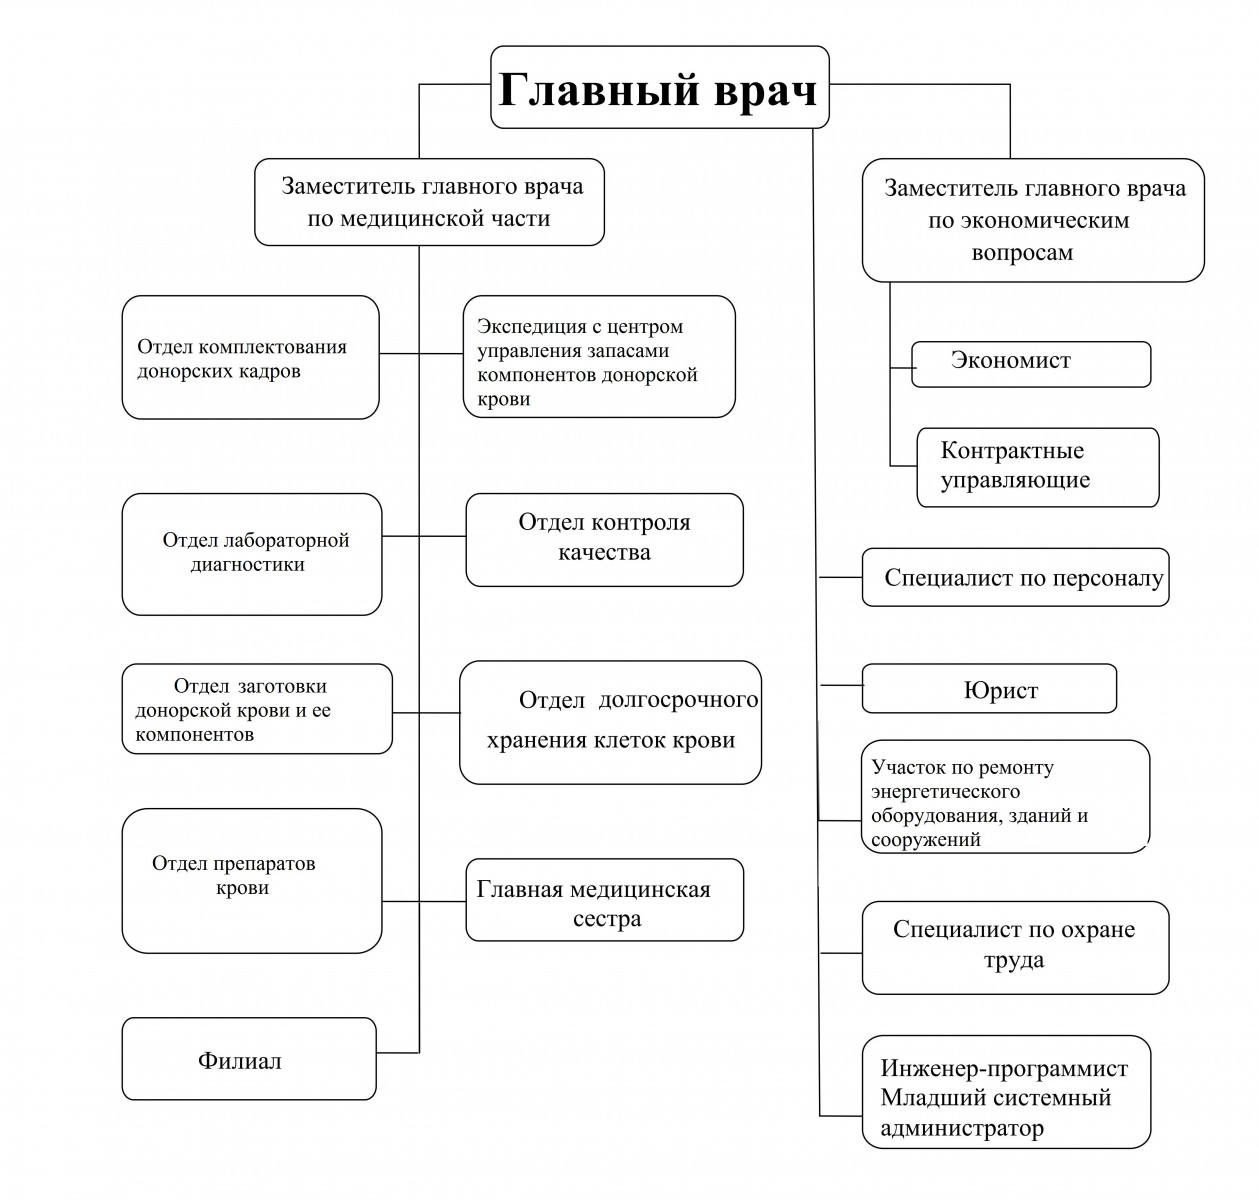 Главный врач
Заместитель главного врача
по медицинской части
Заместитель главного врача
по экономическим
вопросам
Отдел комплектования
донорских кадров
Экспедиция с центром
управления запасами
компонентов донорской
крови
Экономист
Контрактные
управляющие
Отдел лабораторной
диагностики
Отдел контроля
качества
Специалист по персоналу
Отдел заготовки
донорской крови и ее
компонентов
Отдел долгосрочного
хранения клеток крови
Юрист
Участок по ремонту
энергетического
оборудования, зданий и
сооружений
Отдел препаратов
крови
Главная медицинская
сестра
Специалист по охране
труда
Филиал
Инженер-программист
Младший системный
администратор